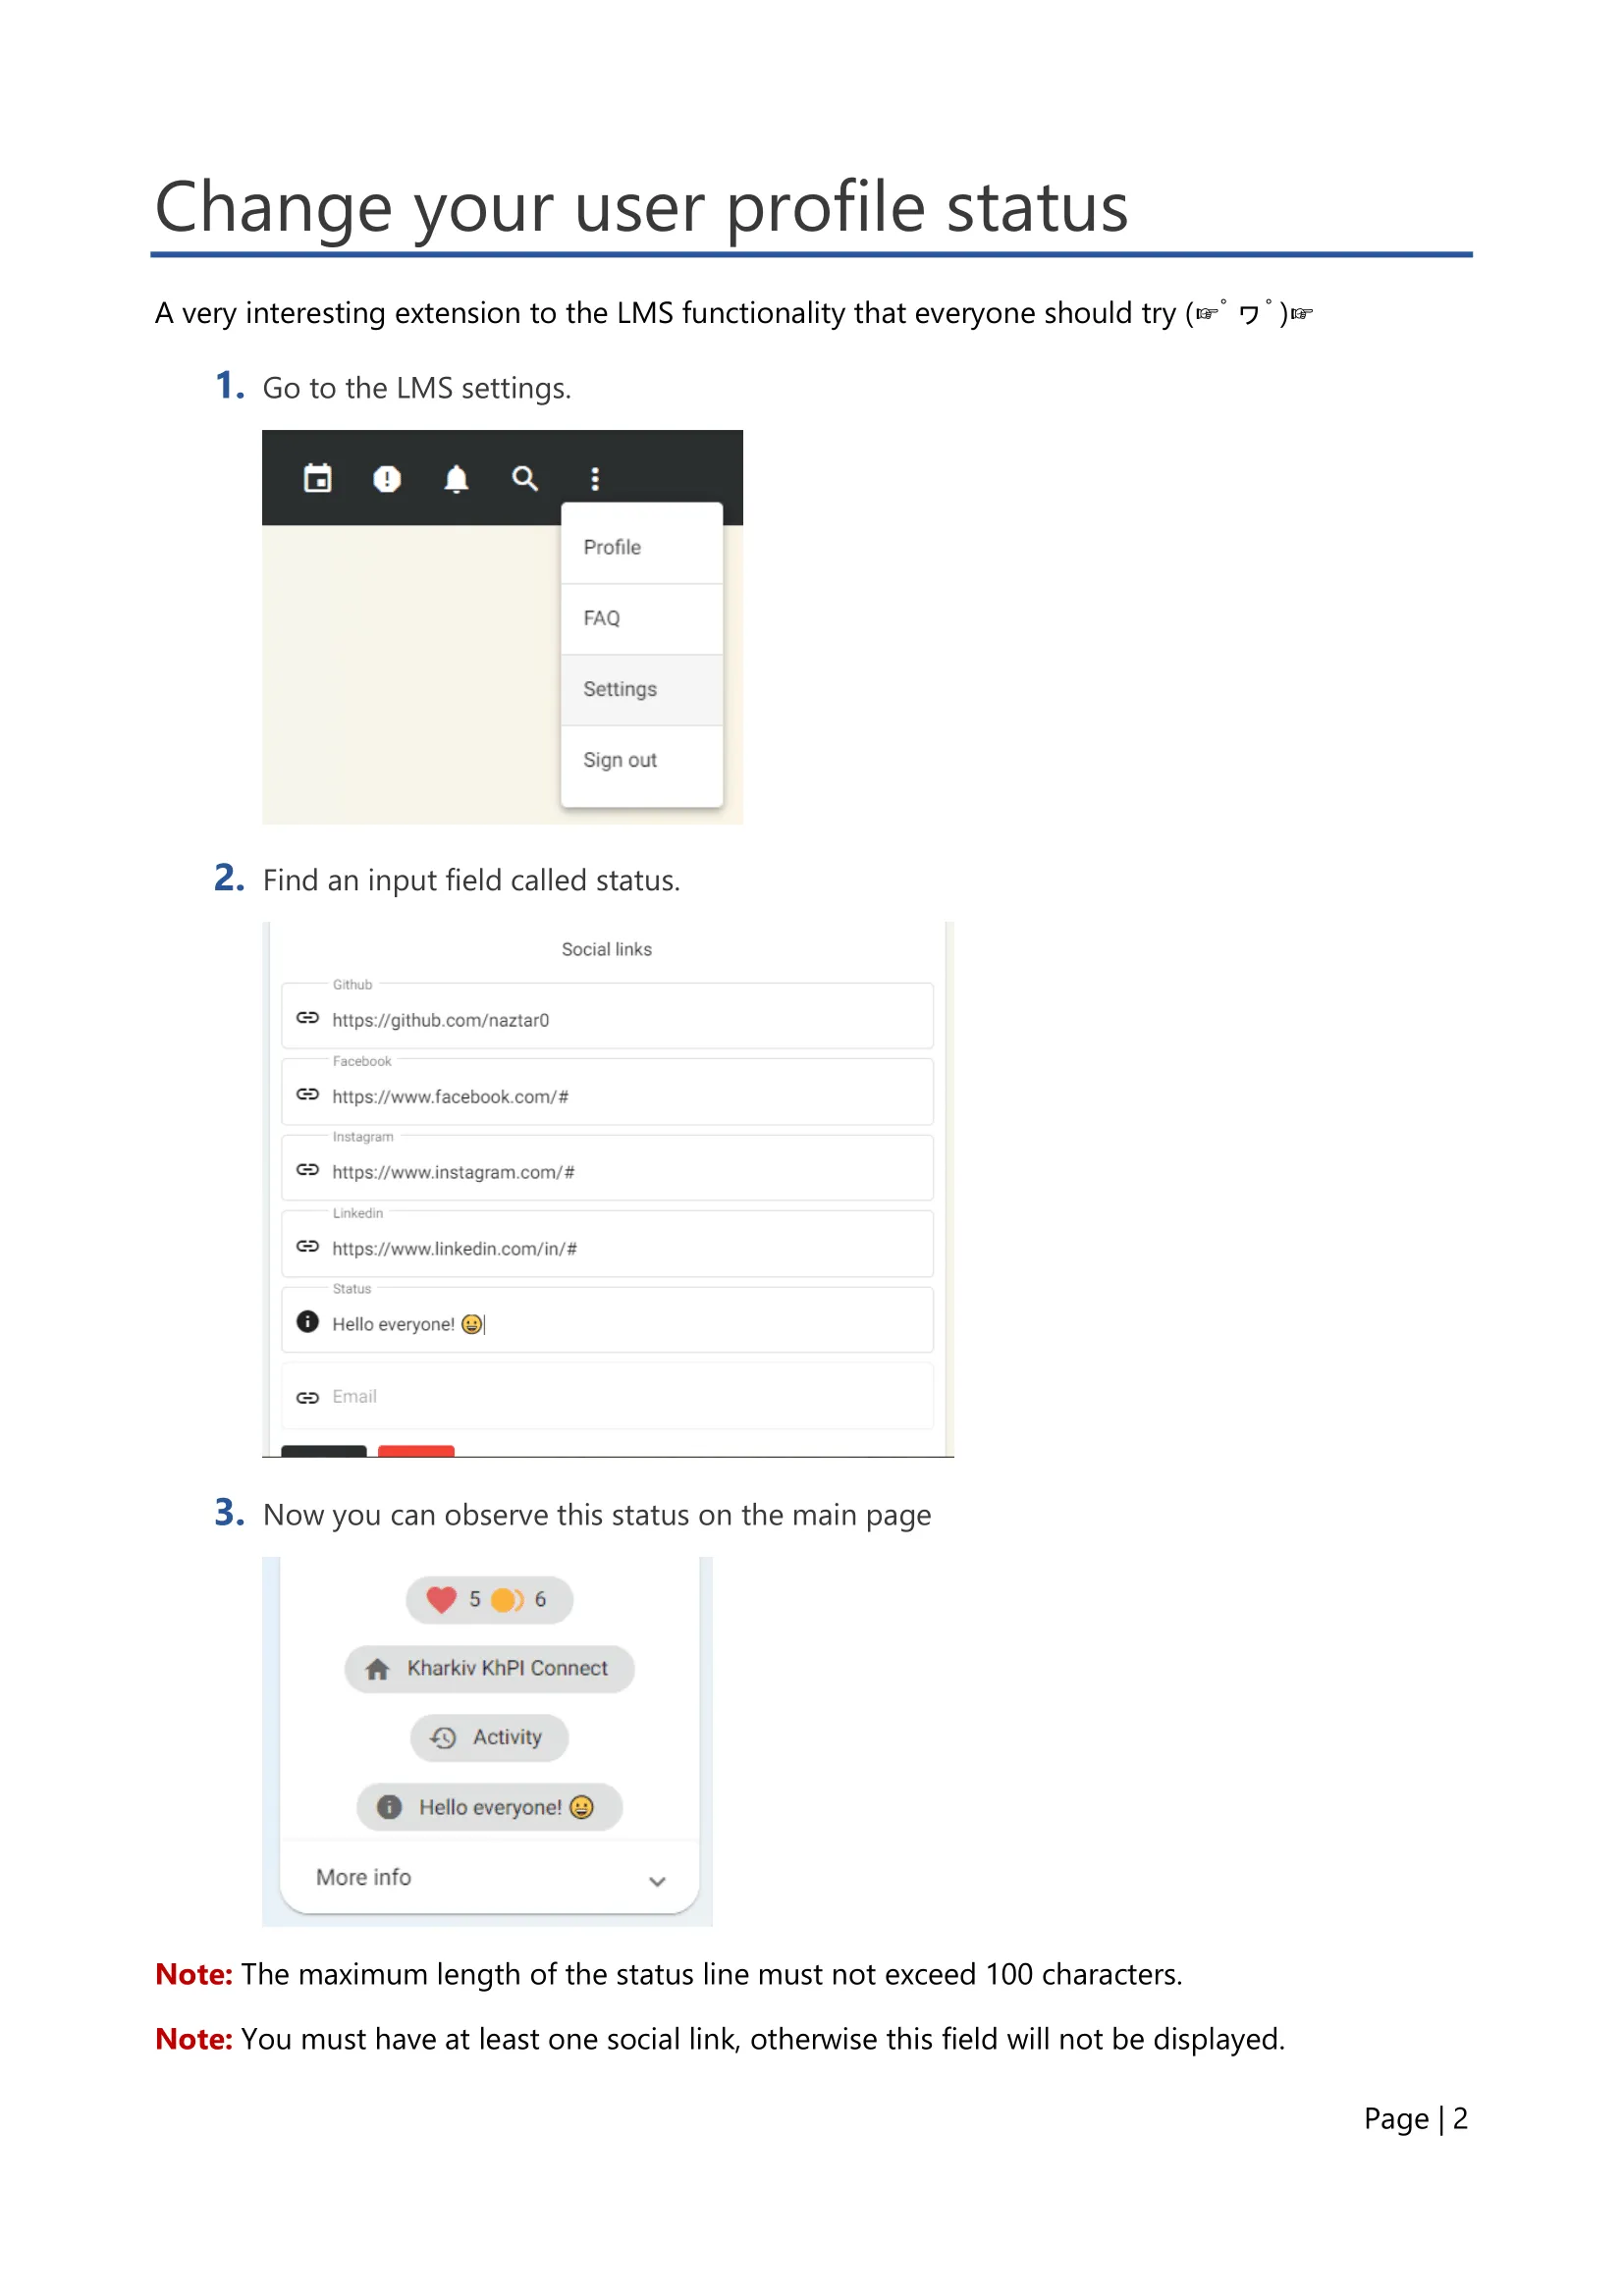 Change your user profile status
A very interesting extension to the LMS functionality that everyone should try (☞ﾟヮﾟ)☞
1. Go to the LMS settings.
Profile
FAQ
Settings
Sign out
2. Find an input field called status.
Social links
Github
https://github.com/naztar0
Facebook
https://www.facebook.com/#
Instagram
https://www.instagram.com/#
Linkedin
https://www.linkedin.com/in/#
Status
Hello everyone! 😀
Email
3. Now you can observe this status on the main page
5 6
Kharkiv KhPI Connect
Activity
Hello everyone! 😀
More info
Note: The maximum length of the status line must not exceed 100 characters.
Note: You must have at least one social link, otherwise this field will not be displayed.
Page | 2